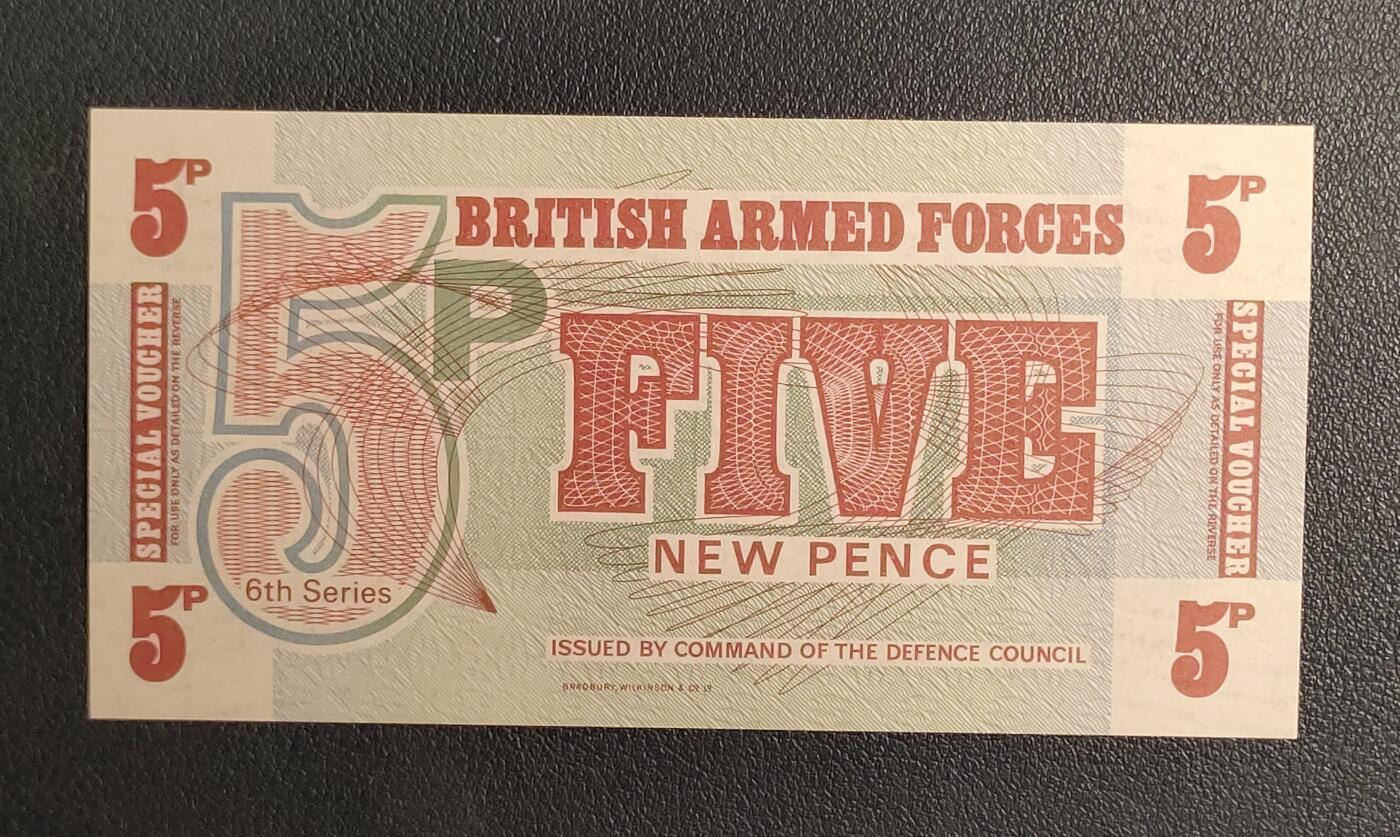 5P
5P
BRITISH ARMED FORCES
5P
SPECIAL VOUCHER
FOR USE ONLY AS DETAILED ON THE REVERSE
FIVE
SPECIAL VOUCHER
FOR USE ONLY AS DETAILED ON THE REVERSE
NEW PENCE
6th Series
5P
5P
ISSUED BY COMMAND OF THE DEFENCE COUNCIL
BRADBURY, WILKINSON & Co. Ld.